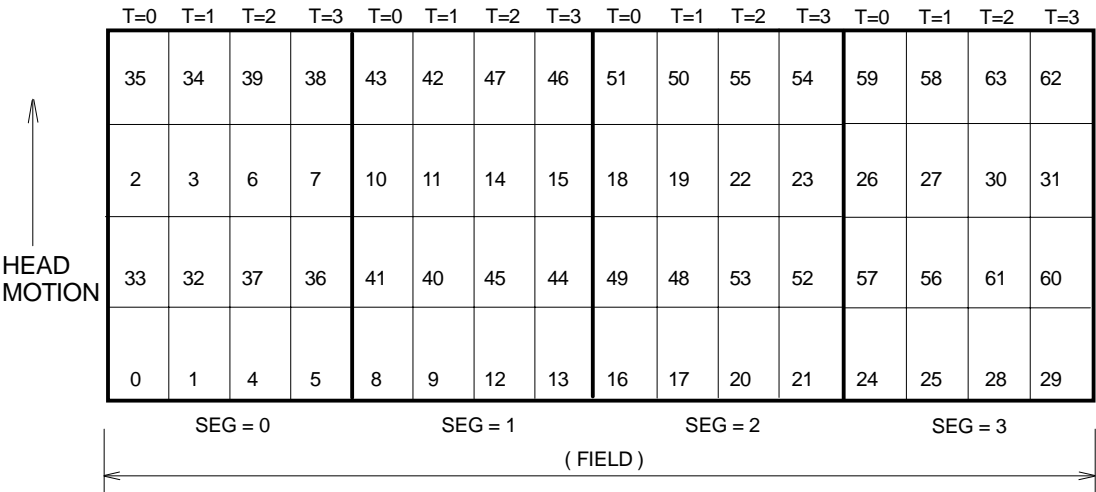 T=0 T=1 T=2 T=3 T=0 T=1 T=2 T=3 T=0 T=1 T=2 T=3 T=0 T=1 T=2 T=3
35 34 39 38 43 42 47 46 51 50 55 54 59 58 63 62
2 3 6 7 10 11 14 15 18 19 22 23 26 27 30 31
HEAD
MOTION
33 32 37 36 41 40 45 44 49 48 53 52 57 56 61 60
0 1 4 5 8 9 12 13 16 17 20 21 24 25 28 29
SEG = 0 SEG = 1 SEG = 2 SEG = 3
( FIELD )